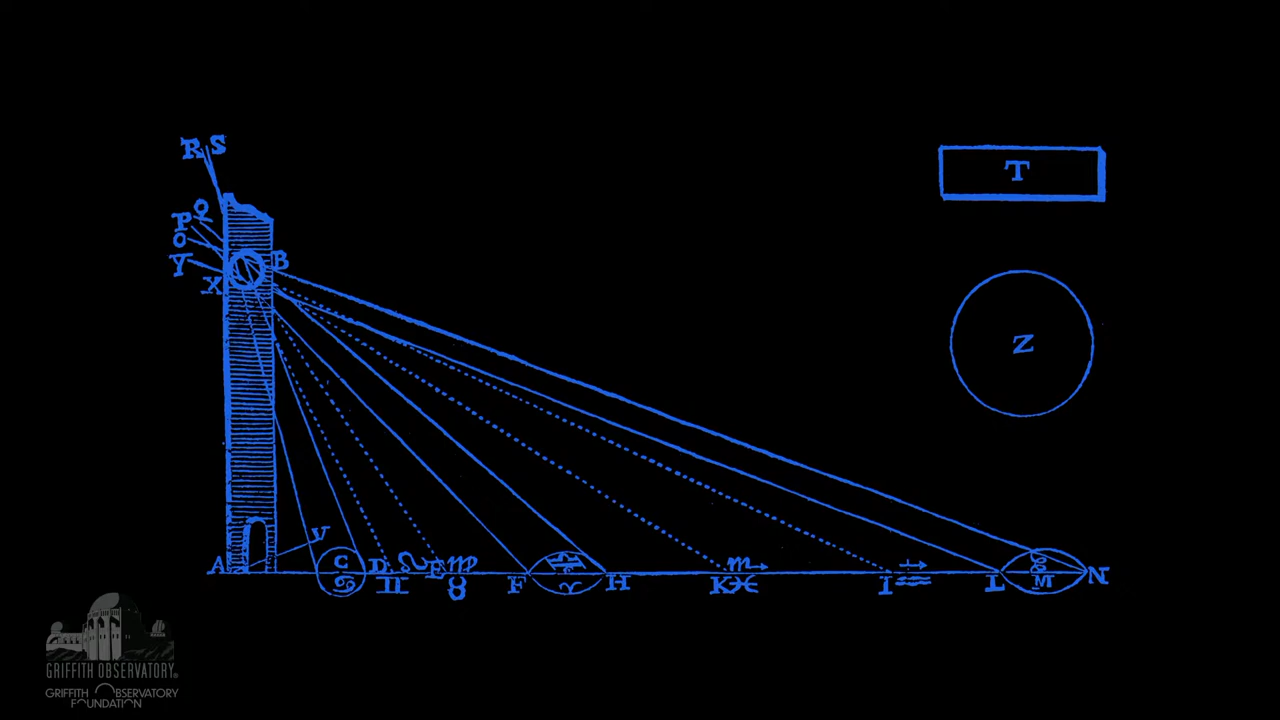 R S
T
Q
P
O
Y
B
X
Z
V
A
C
D ♌ E ♍
♎
♏ ♐
♑
♋
♊ ♉
F
♈
H
K ♓
I ♒
L
M
N
GRIFFITH OBSERVATORY®
GRIFFITH OBSERVATORY
FOUNDATION